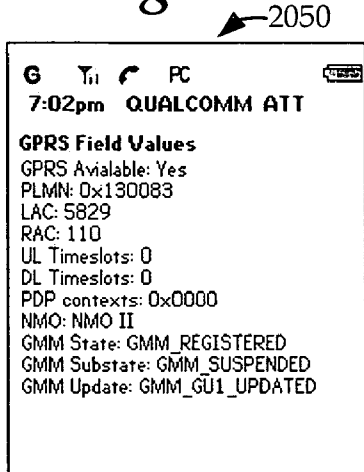 2050
G PC
7:02pm QUALCOMM ATT
GPRS Field Values
GPRS Avialable: Yes
PLMN: 0x130083
LAC: 5829
RAC: 110
UL Timeslots: 0
DL Timeslots: 0
PDP contexts: 0x0000
NMO: NMO II
GMM State: GMM_REGISTERED
GMM Substate: GMM_SUSPENDED
GMM Update: GMM_GU1_UPDATED